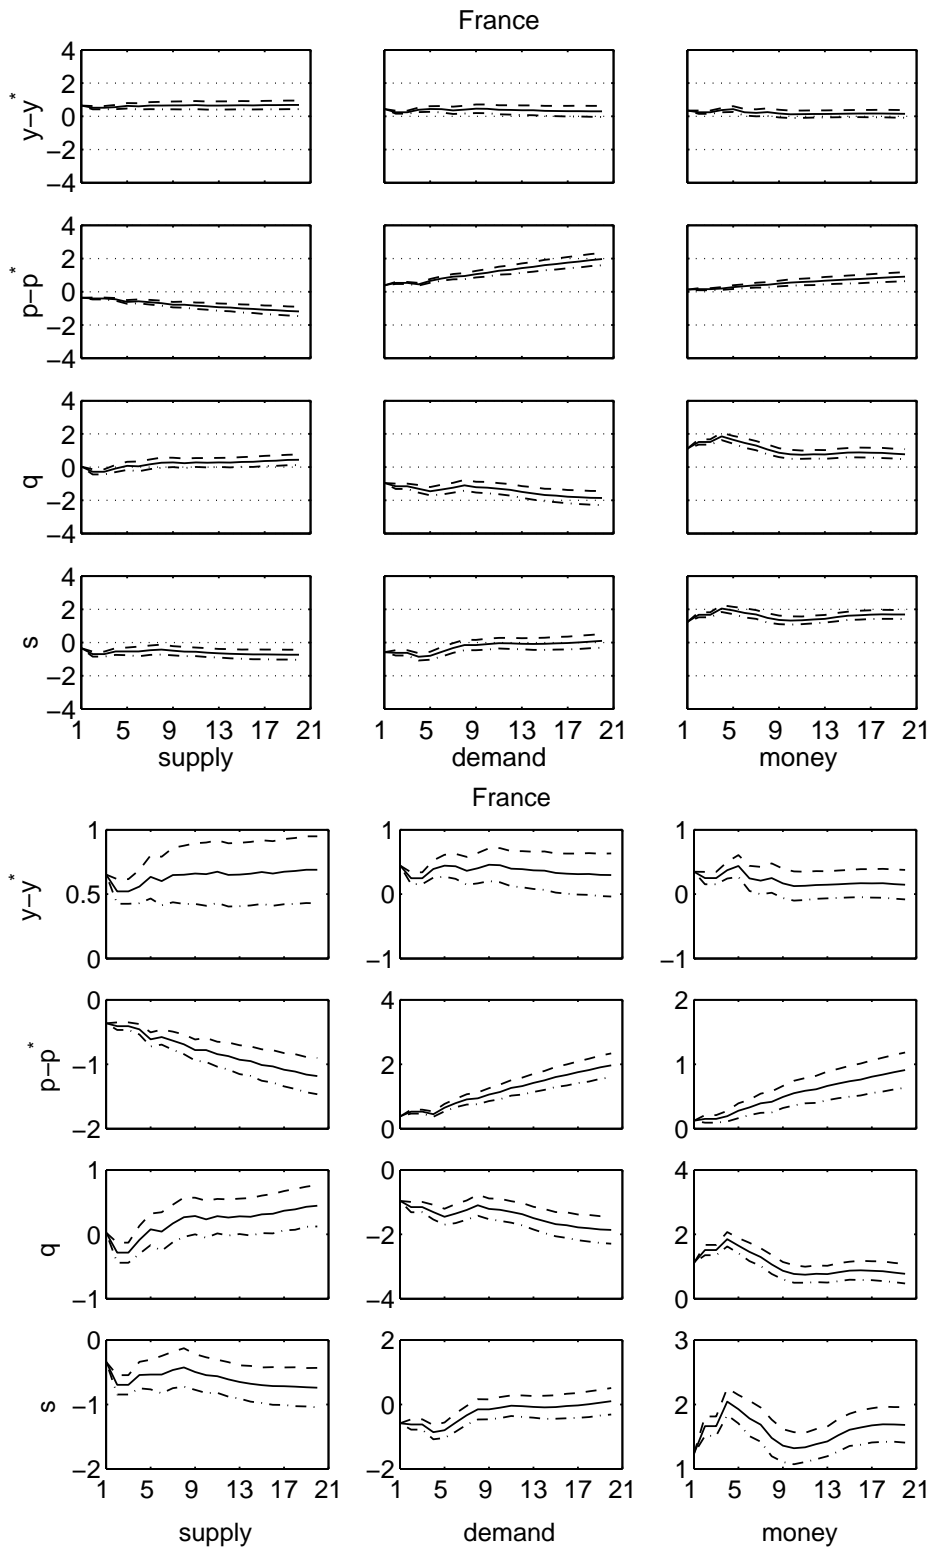 France
4
2
0
−2
−4
y−y*
4
2
0
−2
−4
p−p*
4
2
0
−2
−4
q
4
2
0
−2
−4
s
1 5 9 13 17 21 1 5 9 13 17 21 1 5 9 13 17 21
supply demand money
France
1 1 1
0.5 0 0
0 −1 −1
y−y*
0 4 2
−1 2 1
−2 0 0
p−p*
1 0 4
0 −2 2
−1 −4 0
q
0 2 3
−1 0 2
−2 −2 1
s
1 5 9 13 17 21 1 5 9 13 17 21 1 5 9 13 17 21
supply demand money